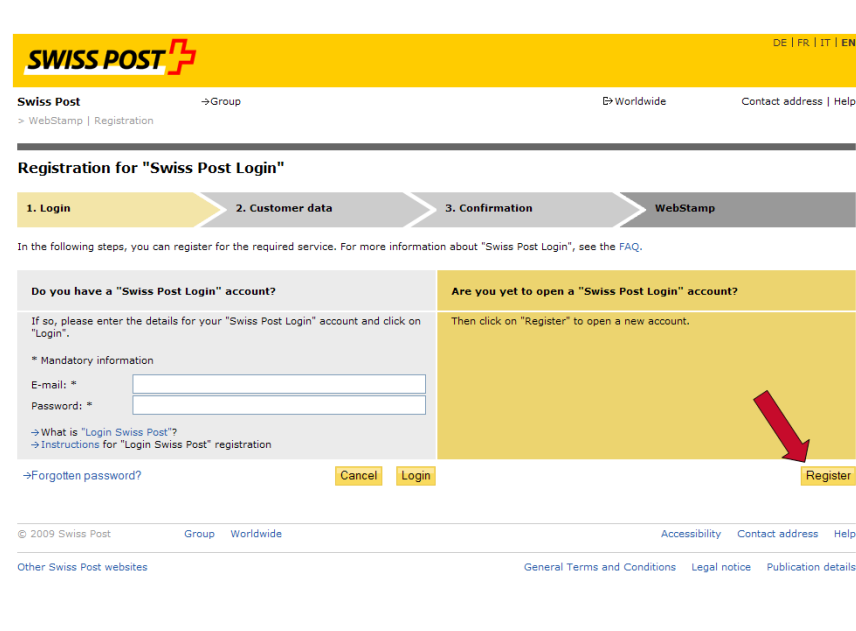 SWISS POST
DE | FR | IT | EN
Swiss Post
→Group
Worldwide
Contact address | Help
> WebStamp | Registration
Registration for "Swiss Post Login"
1. Login
2. Customer data
3. Confirmation
WebStamp
In the following steps, you can register for the required service. For more information about "Swiss Post Login", see the FAQ.
Do you have a "Swiss Post Login" account?
If so, please enter the details for your "Swiss Post Login" account and click on
"Login".
* Mandatory information
E-mail: *
Password: *
→What is "Login Swiss Post"?
→Instructions for "Login Swiss Post" registration
Are you yet to open a "Swiss Post Login" account?
Then click on "Register" to open a new account.
→Forgotten password?
Cancel
Login
Register
© 2009 Swiss Post
Group
Worldwide
Accessibility
Contact address
Help
Other Swiss Post websites
General Terms and Conditions
Legal notice
Publication details